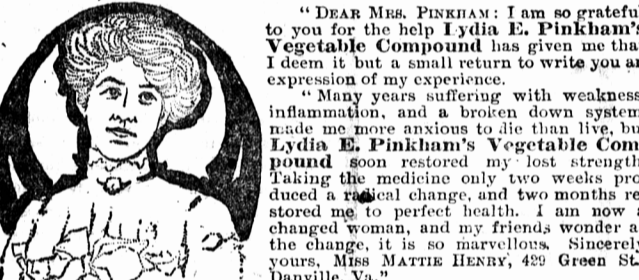 “ DEAR MRS. PINKHAM: I am so gratefu
to you for the help Lydia E. Pinkham's
Vegetable Compound has given me tha
I deem it but a small return to write you a
expression of my experience.
“ Many years suffering with weakness
inflammation, and a broken down system
made me more anxious to die than live, bu
Lydia E. Pinkham's Vegetable Com
pound soon restored my lost strength
Taking the medicine only two weeks pro
duced a radical change, and two months re
stored me to perfect health. I am now
changed woman, and my friends wonder a
the change, it is so marvellous. Sincerely
yours, MISS MATTIE HENRY, 429 Green St.
Danville, Va.”